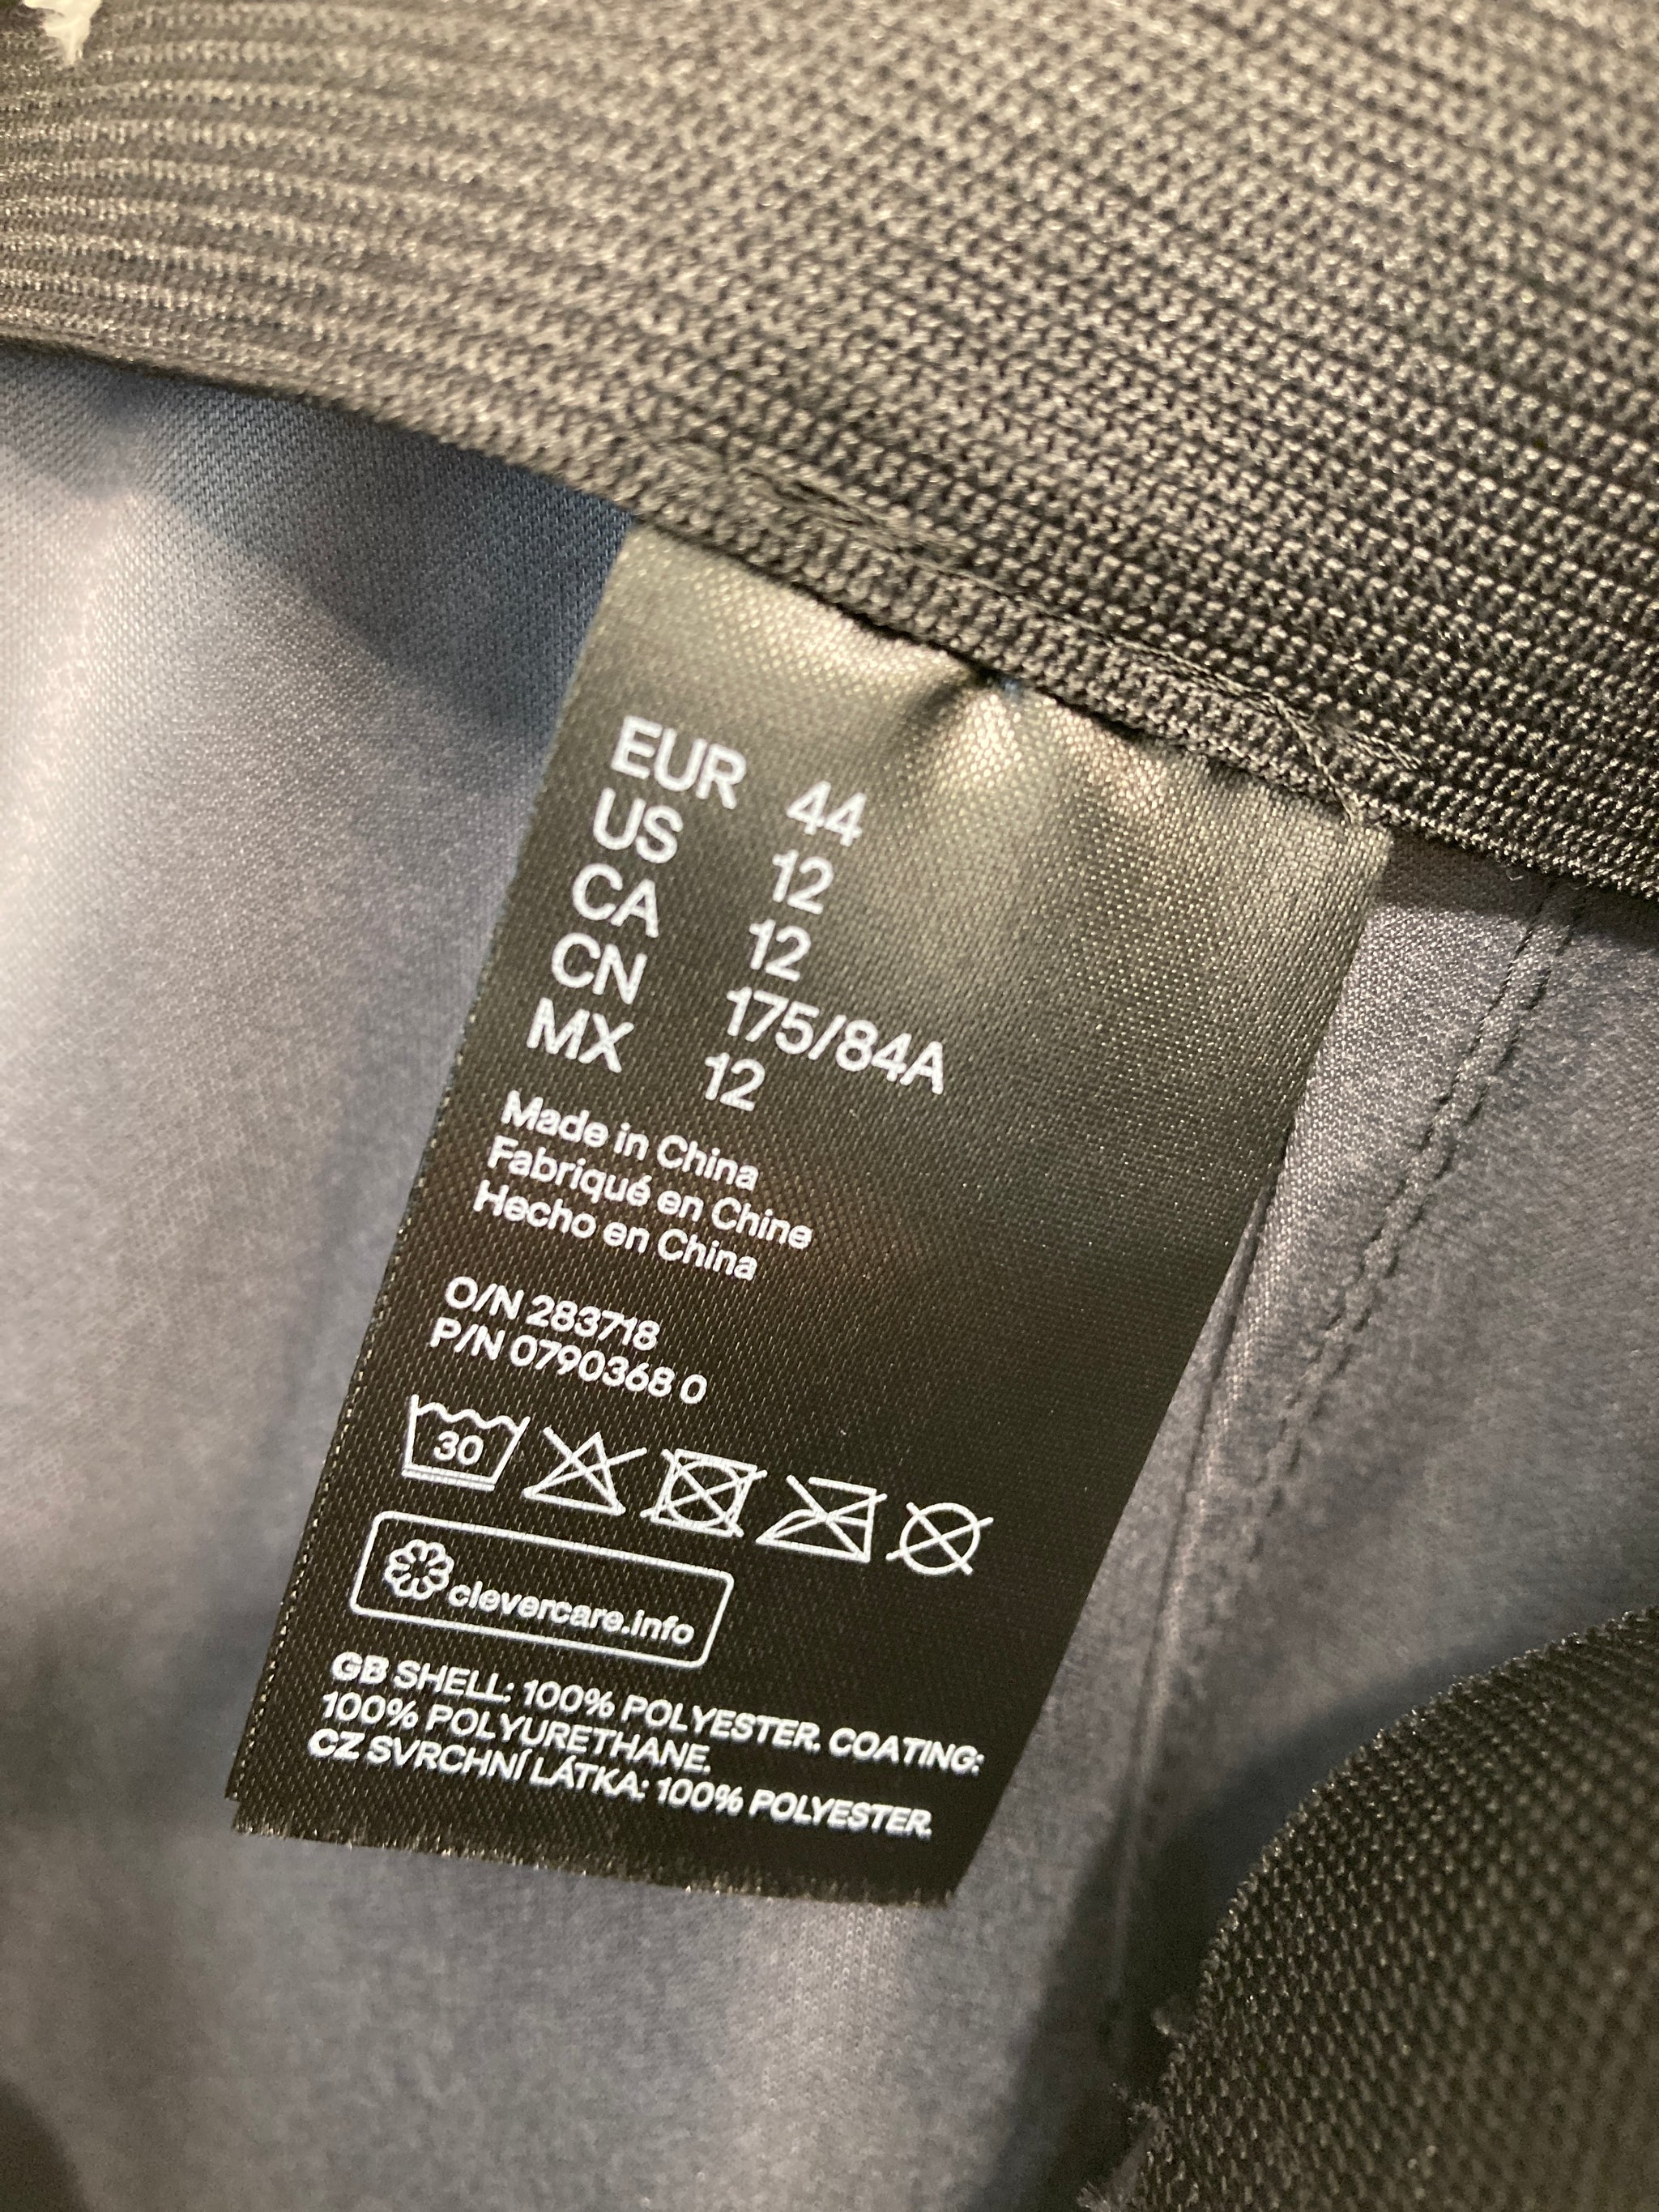 EUR 44
US 12
CA 12
CN 175/84A
MX 12
Made in China
Fabriqué en Chine
Hecho en China
O/N 283718
P/N 0790368 0
30
clevercare.info
GB SHELL: 100% POLYESTER. COATING:
100% POLYURETHANE.
CZ SVRCHNÍ LÁTKA: 100% POLYESTER.